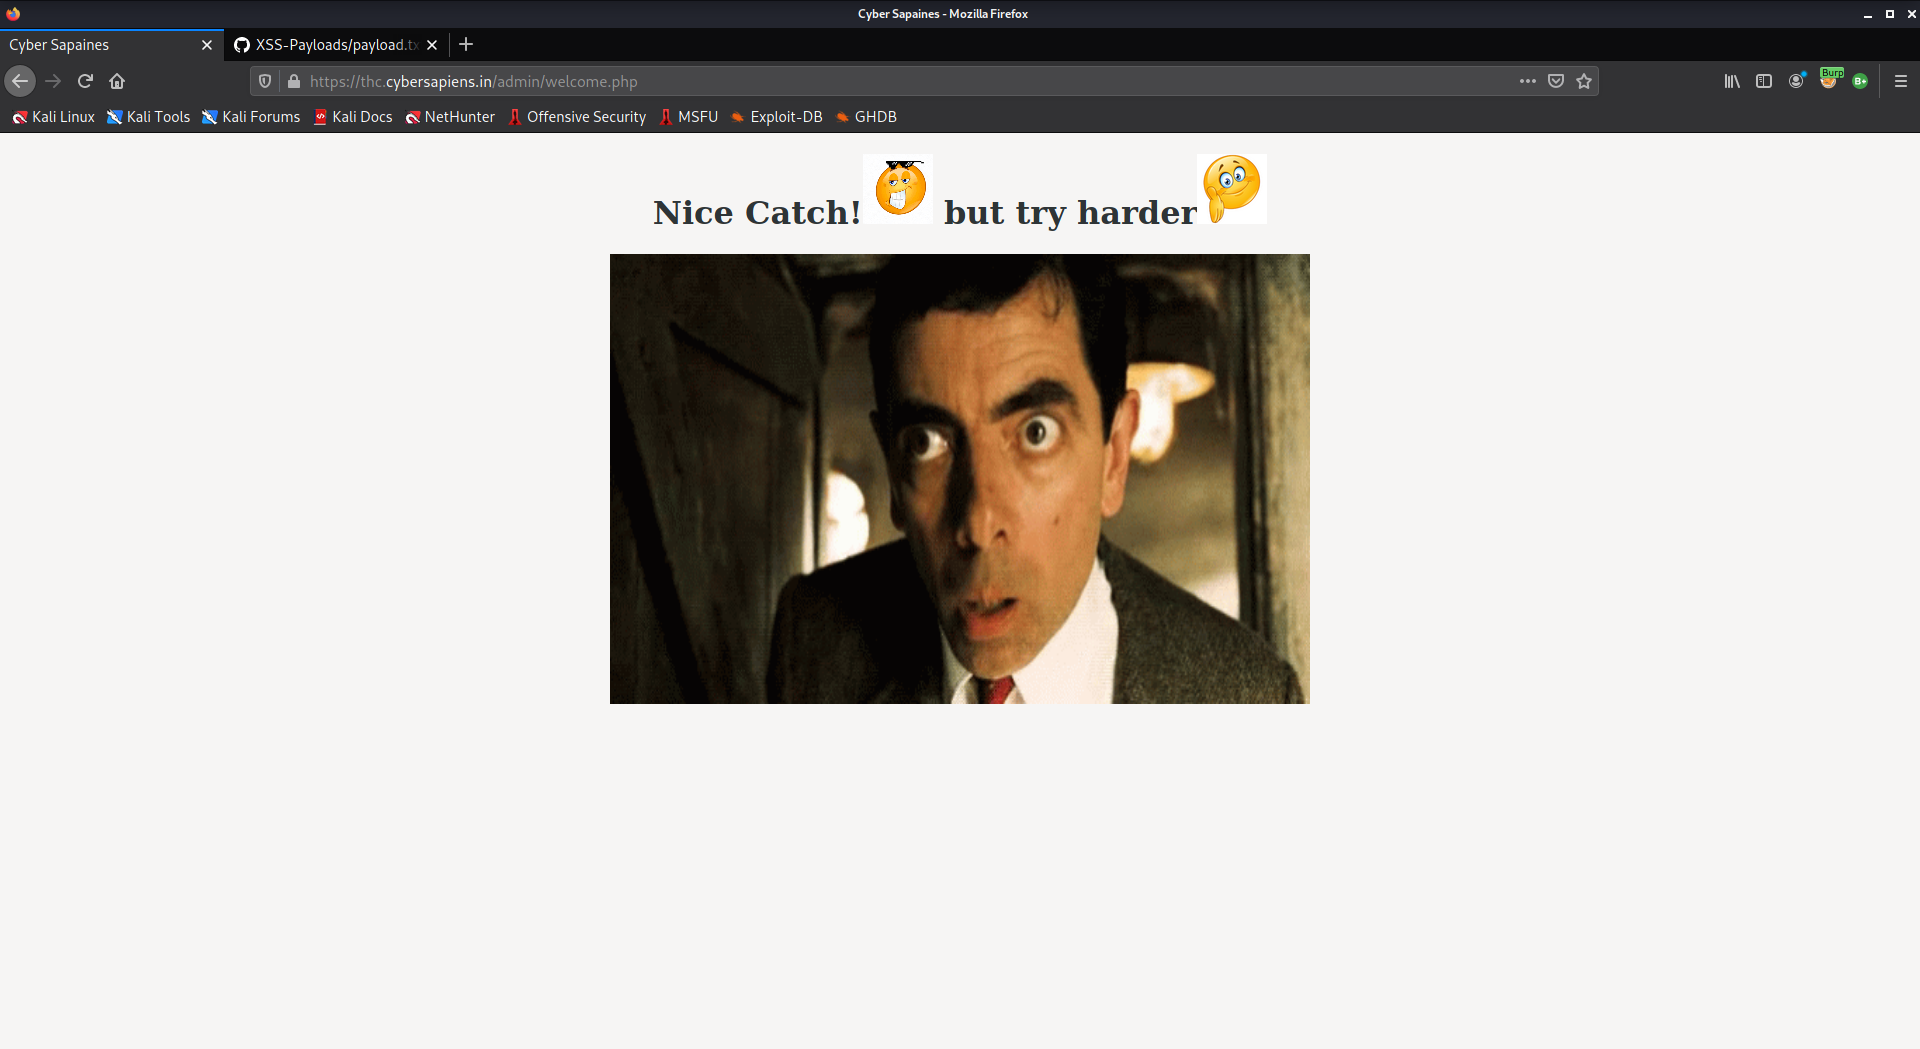 Cyber Sapaines - Mozilla Firefox
Cyber Sapaines XSS-Payloads/payload.tx
https://thc.cybersapiens.in/admin/welcome.php Burp B+
Kali Linux Kali Tools Kali Forums Kali Docs NetHunter Offensive Security MSFU Exploit-DB GHDB
Nice Catch! but try harder